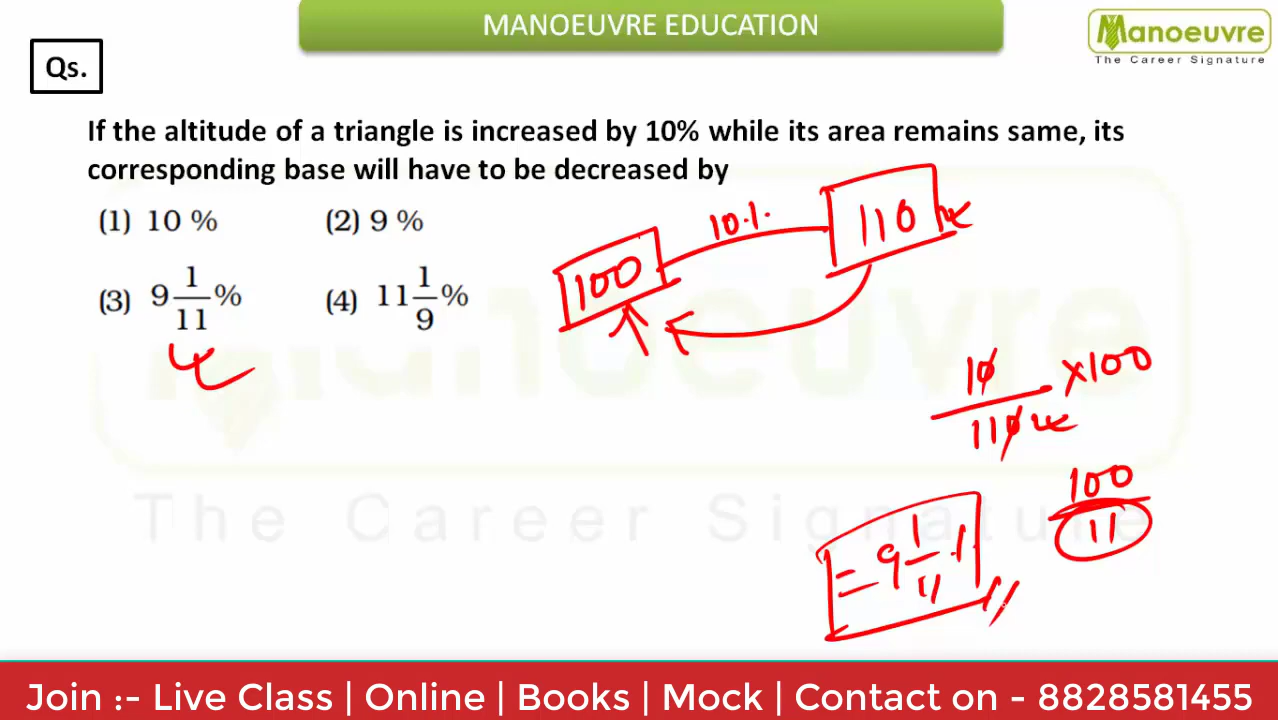 MANOEUVRE EDUCATION
Manoeuvre
The Career Signature
Qs.
If the altitude of a triangle is increased by 10% while its area remains same, its
corresponding base will have to be decreased by
(1) 10 %
(2) 9 %
(3) 9 1/11 %
(4) 11 1/9 %
100
10%
110
10/110 ×100
100/11
= 9 1/11 %
The Career Signature
Join :- Live Class | Online | Books | Mock | Contact on - 8828581455